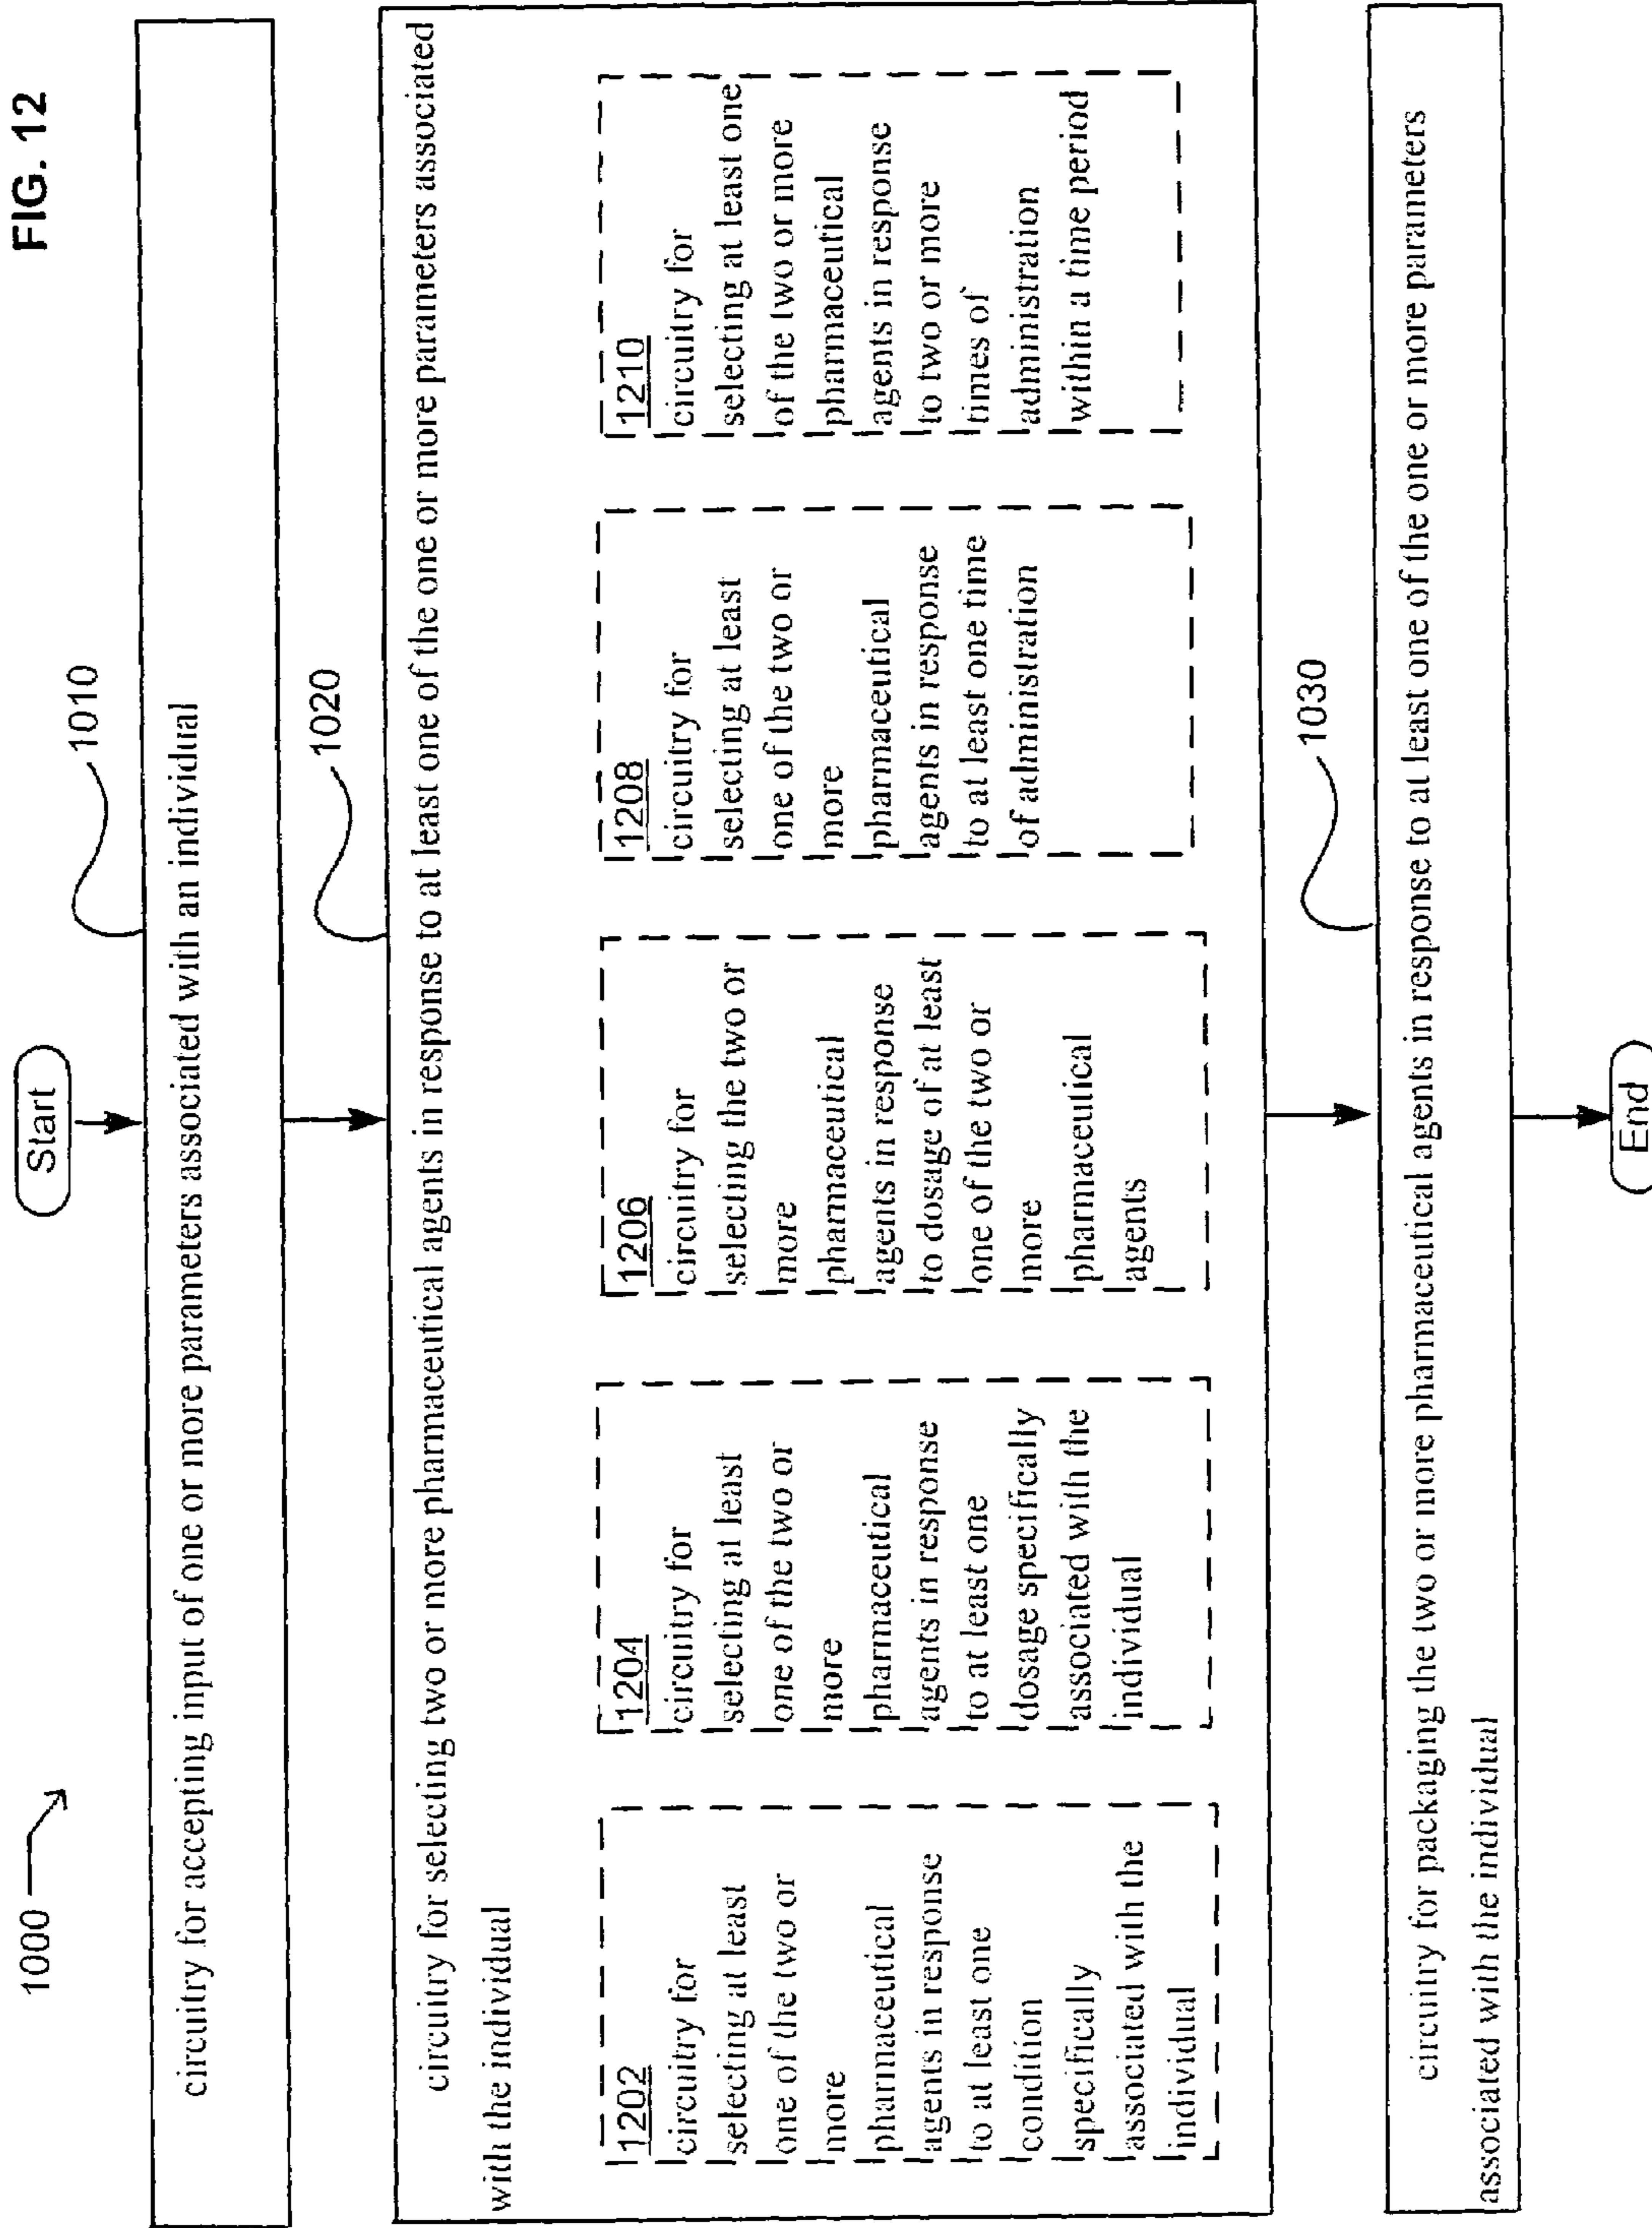 FIG. 12
1000
Start
1010
circuitry for accepting input of one or more parameters associated with an individual
1020
circuitry for selecting two or more pharmaceutical agents in response to at least one of the one or more parameters associated
with the individual
1202
circuitry for
selecting at least
one of the two or
more
pharmaceutical
agents in response
to at least one
condition
specifically
associated with the
individual
1204
circuitry for
selecting at least
one of the two or
more
pharmaceutical
agents in response
to at least one
dosage specifically
associated with the
individual
1206
circuitry for
selecting the two or
more
pharmaceutical
agents in response
to dosage of at least
one of the two or
more
pharmaceutical
agents
1208
circuitry for
selecting at least
one of the two or
more
pharmaceutical
agents in response
to at least one time
of administration
1210
circuitry for
selecting at least one
of the two or more
pharmaceutical
agents in response
to two or more
times of
administration
within a time period
1030
circuitry for packaging the two or more pharmaceutical agents in response to at least one of the one or more parameters
associated with the individual
End